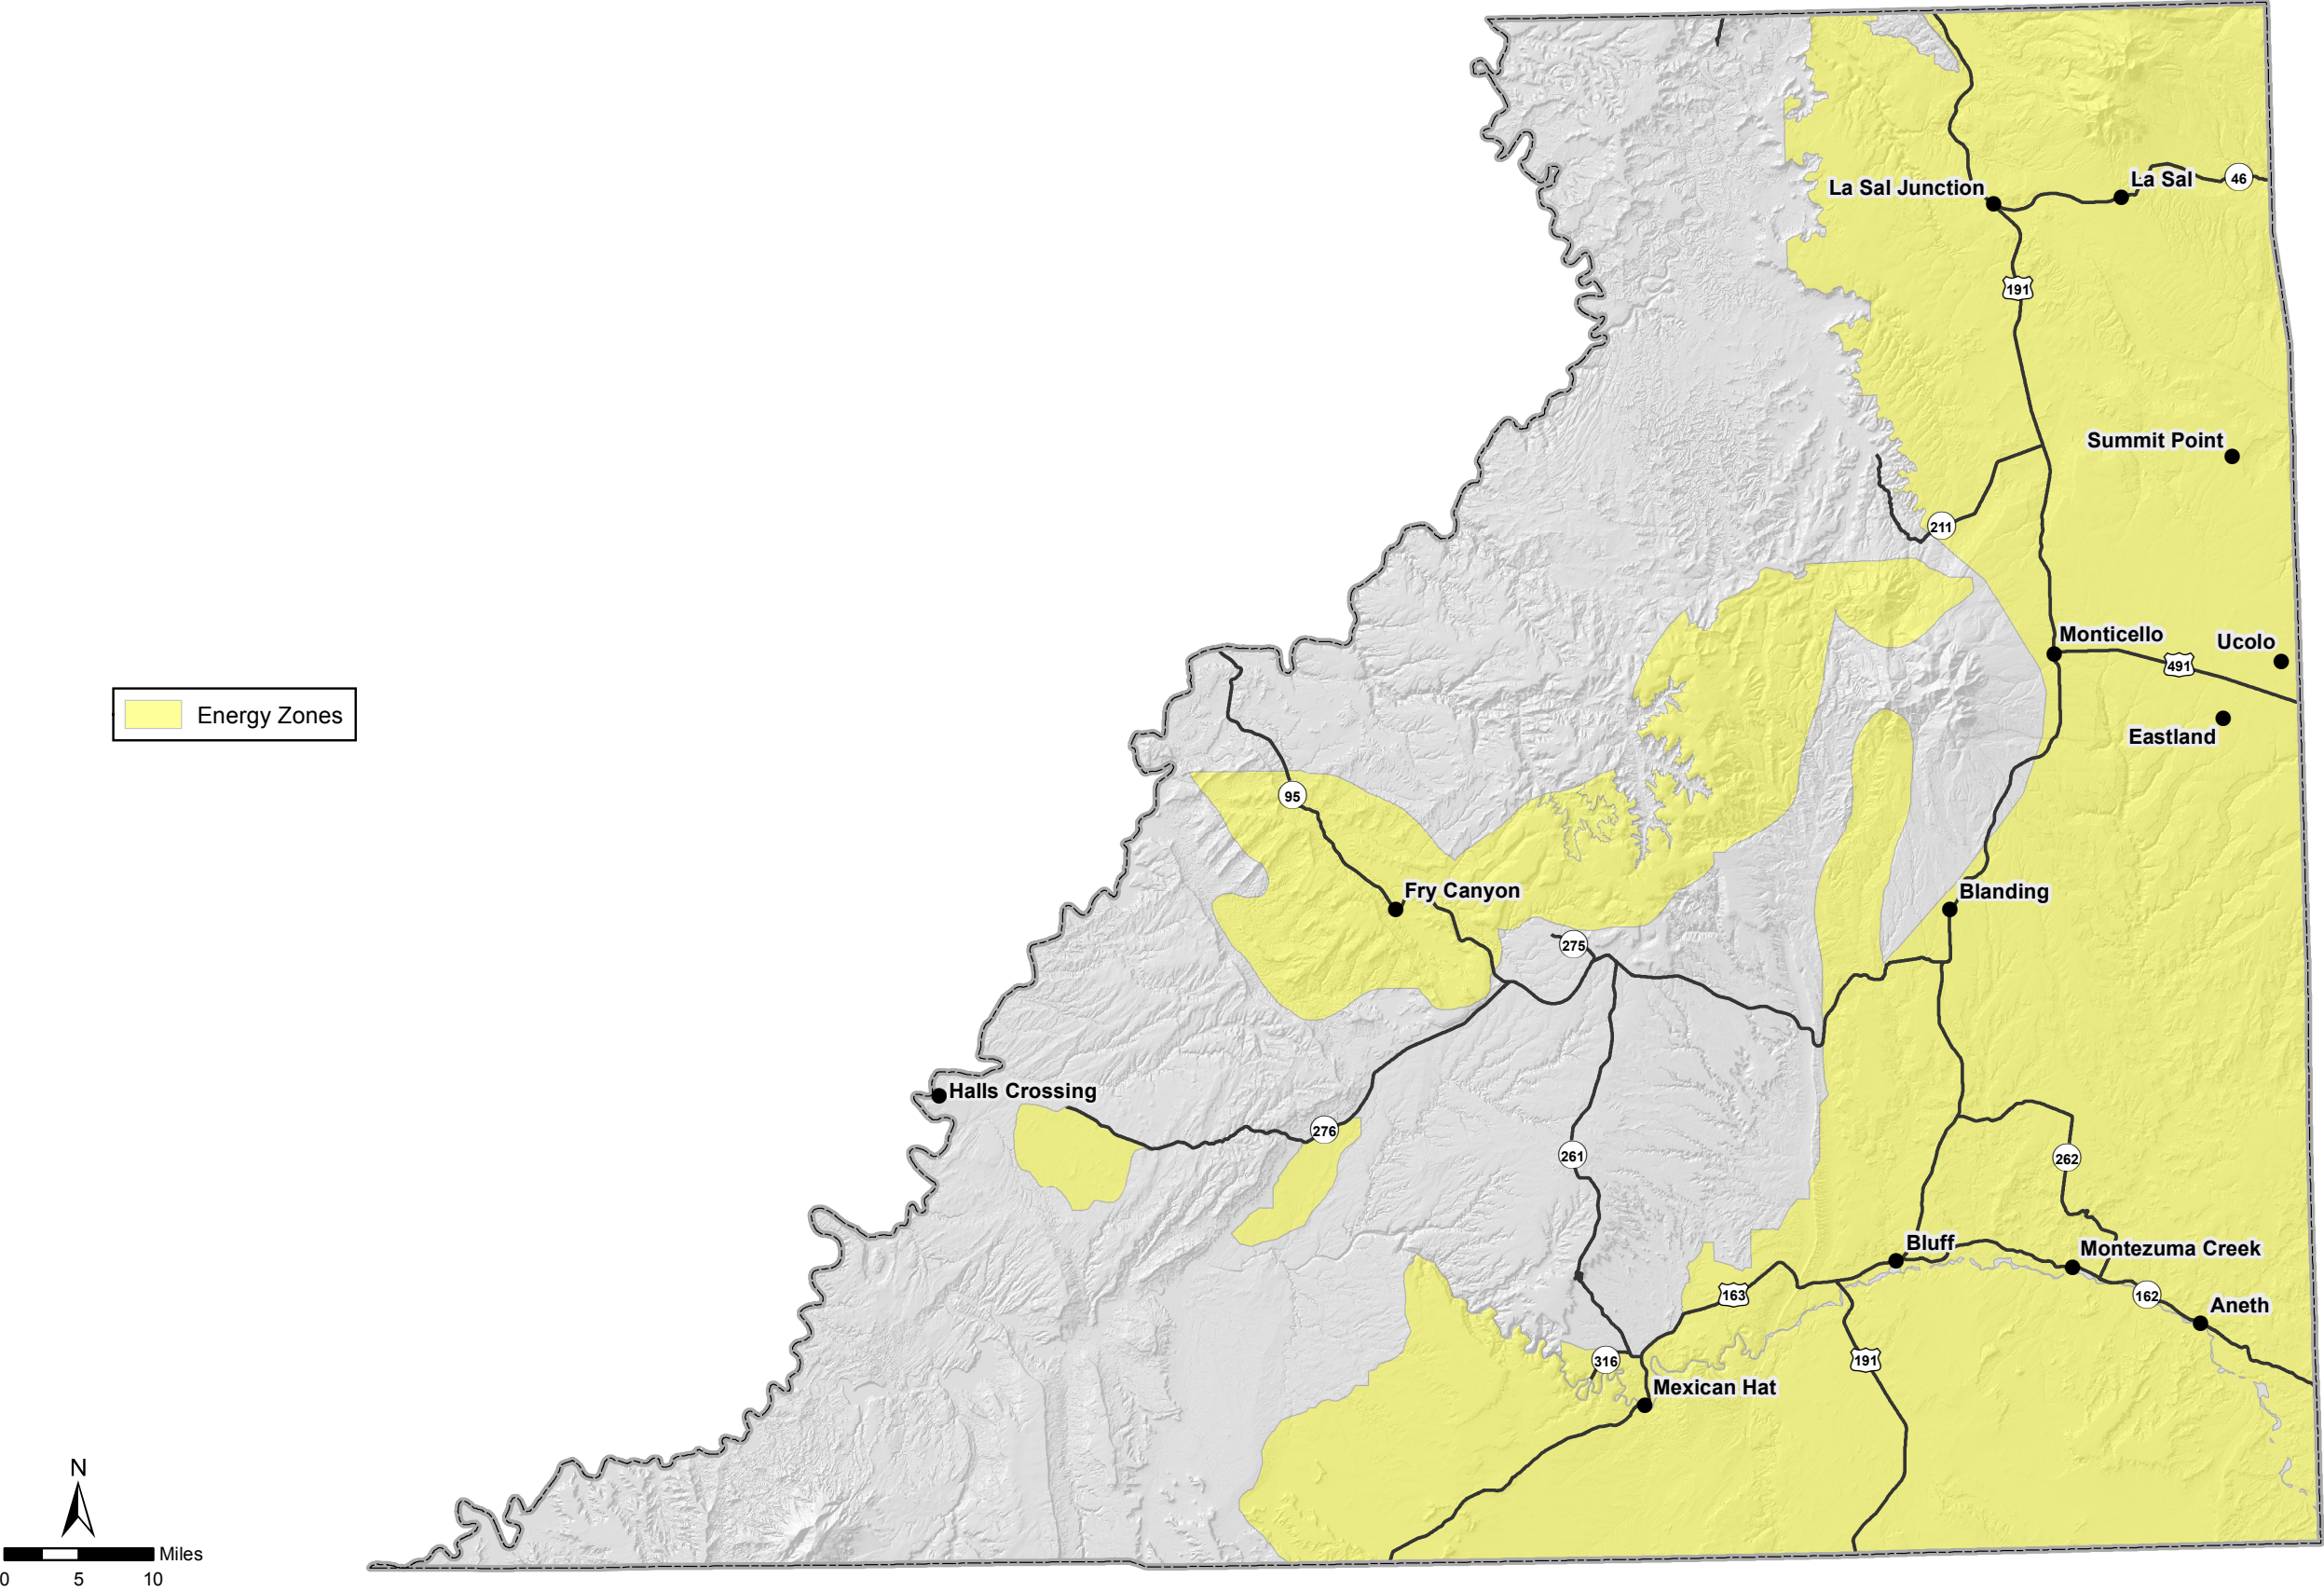 La Sal Junction
La Sal
46
191
Summit Point
211
Monticello
Ucolo
491
Energy Zones
Eastland
95
Fry Canyon
Blanding
275
Halls Crossing
276
261
262
Bluff
Montezuma Creek
163
162
Aneth
316
191
Mexican Hat
N
Miles
0 5 10